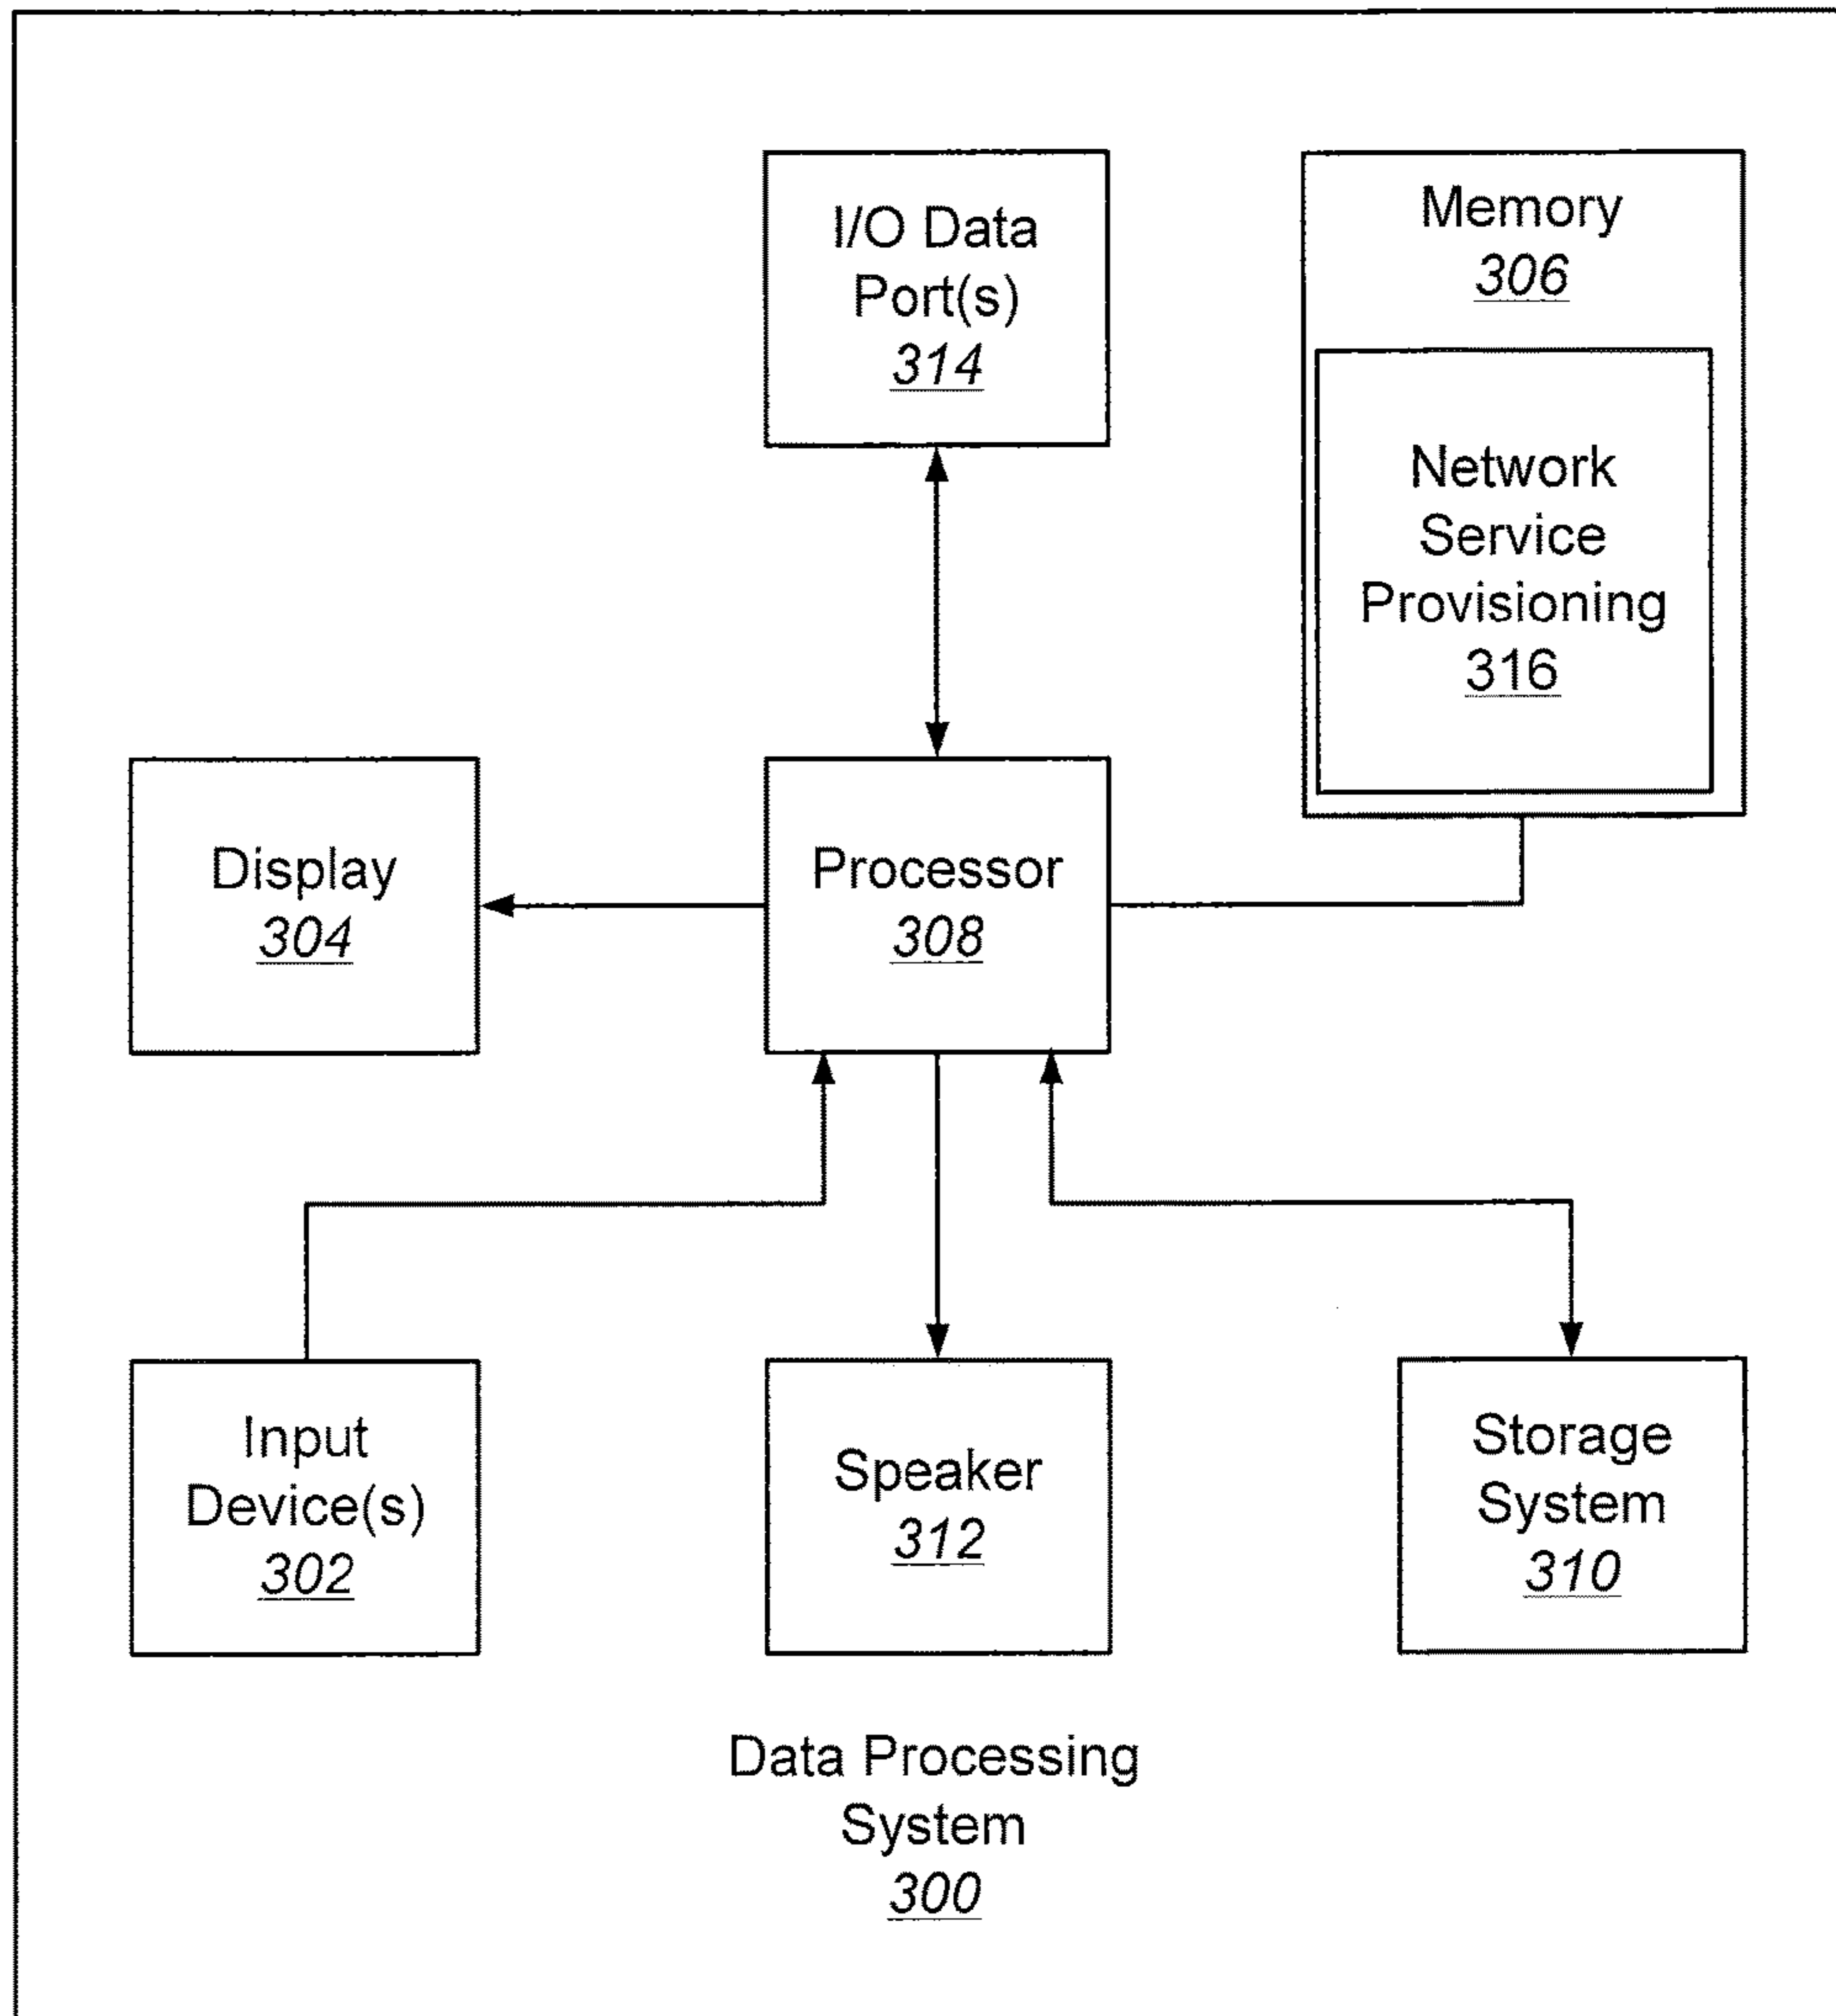 I/O Data
Port(s)
314
Memory
306
Network
Service
Provisioning
316
Display
304
Processor
308
Input
Device(s)
302
Speaker
312
Storage
System
310
Data Processing
System
300